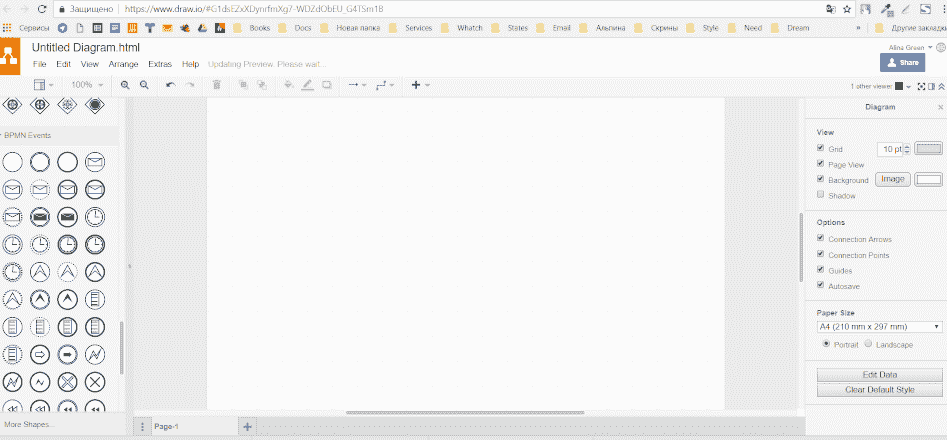 Защищено https://www.draw.io/#G1dsEZxXDynrfmXg7-WDZdObEU_G4TSm18
Сервисы Books Docs Новая папка Courses Services Whatch States Email Альпина Скрины Style Need Dream » Другие закладки
Untitled Diagram.html
Alina Green
File Edit View Arrange Extras Help Updating Preview. Please wait...
Share
100%
1 other viewer
Diagram
BPMN Events
View
Grid 10 pt
Page View
Background Image
Shadow
Options
Connection Arrows
Connection Points
Guides
Autosave
Paper Size
A4 (210 mm x 297 mm)
Portrait Landscape
Edit Data
Clear Default Style
More Shapes...
Page-1